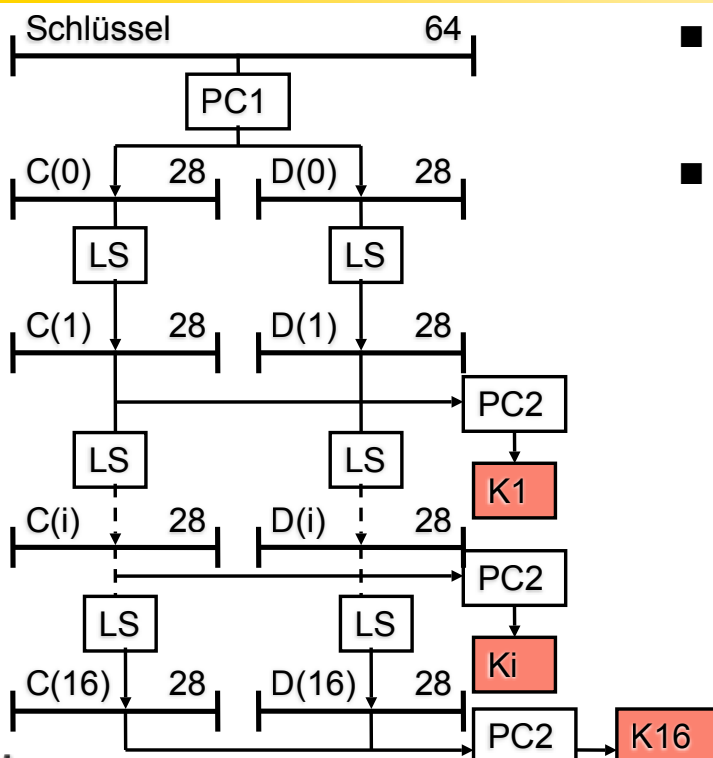 Schlüssel 64
PC1
C(0) 28 D(0) 28
LS LS
C(1) 28 D(1) 28
PC2
LS LS
K1
C(i) 28 D(i) 28
PC2
LS LS
Ki
C(16) 28 D(16) 28
PC2 K16